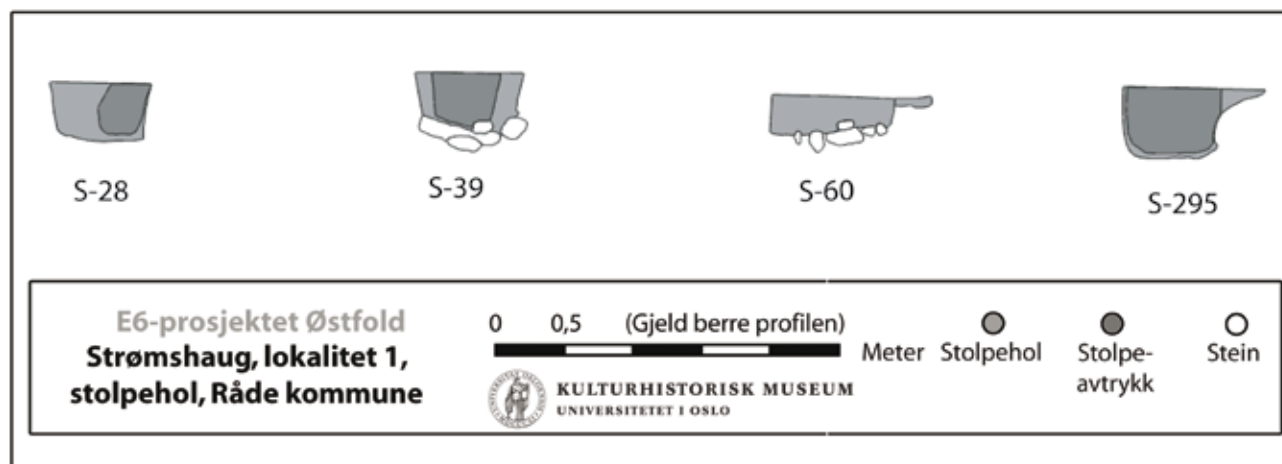 S-28
S-39
S-60
S-295
E6-prosjektet Østfold
Strømshaug, lokalitet 1,
stolpehol, Råde kommune
0 0,5 (Gjeld berre profilen)
Meter
KULTURHISTORISK MUSEUM
UNIVERSITETET I OSLO
Stolpehol
Stolpe-
avtrykk
Stein